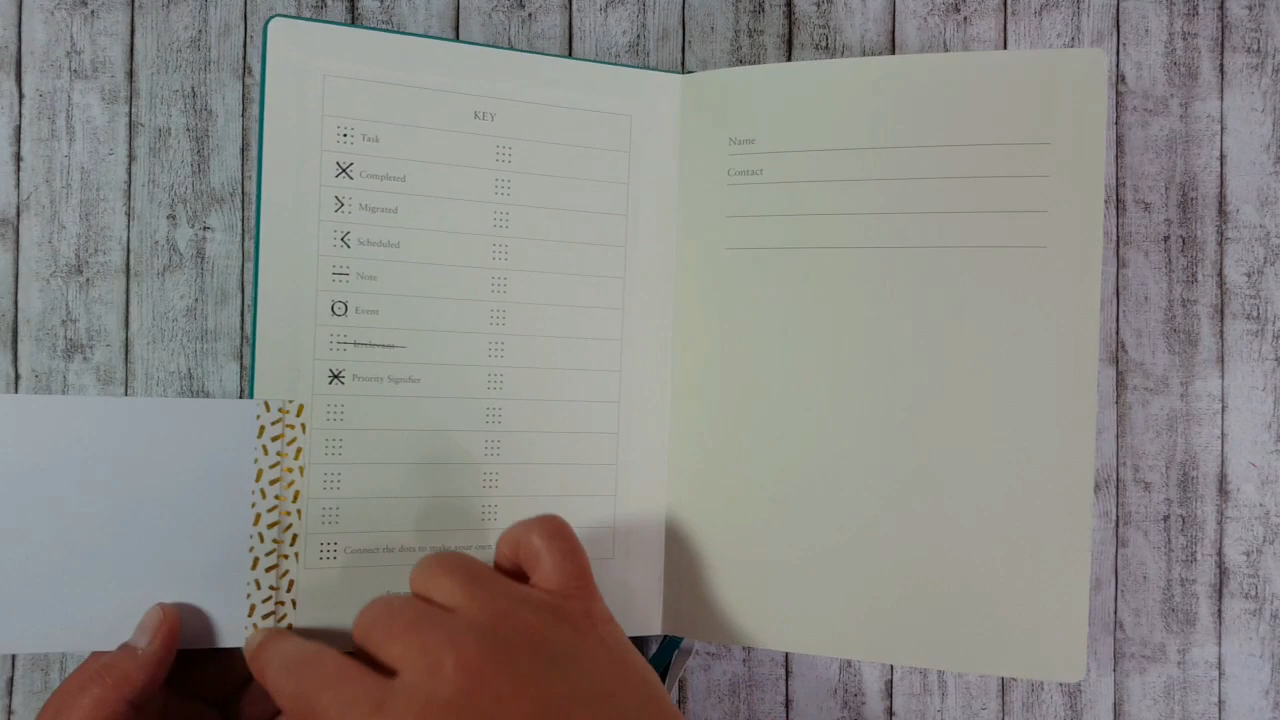 KEY
Task
Completed
Migrated
Scheduled
Note
Event
Irrelevant
Priority Signifier
Connect the dots to make your own
Name
Contact